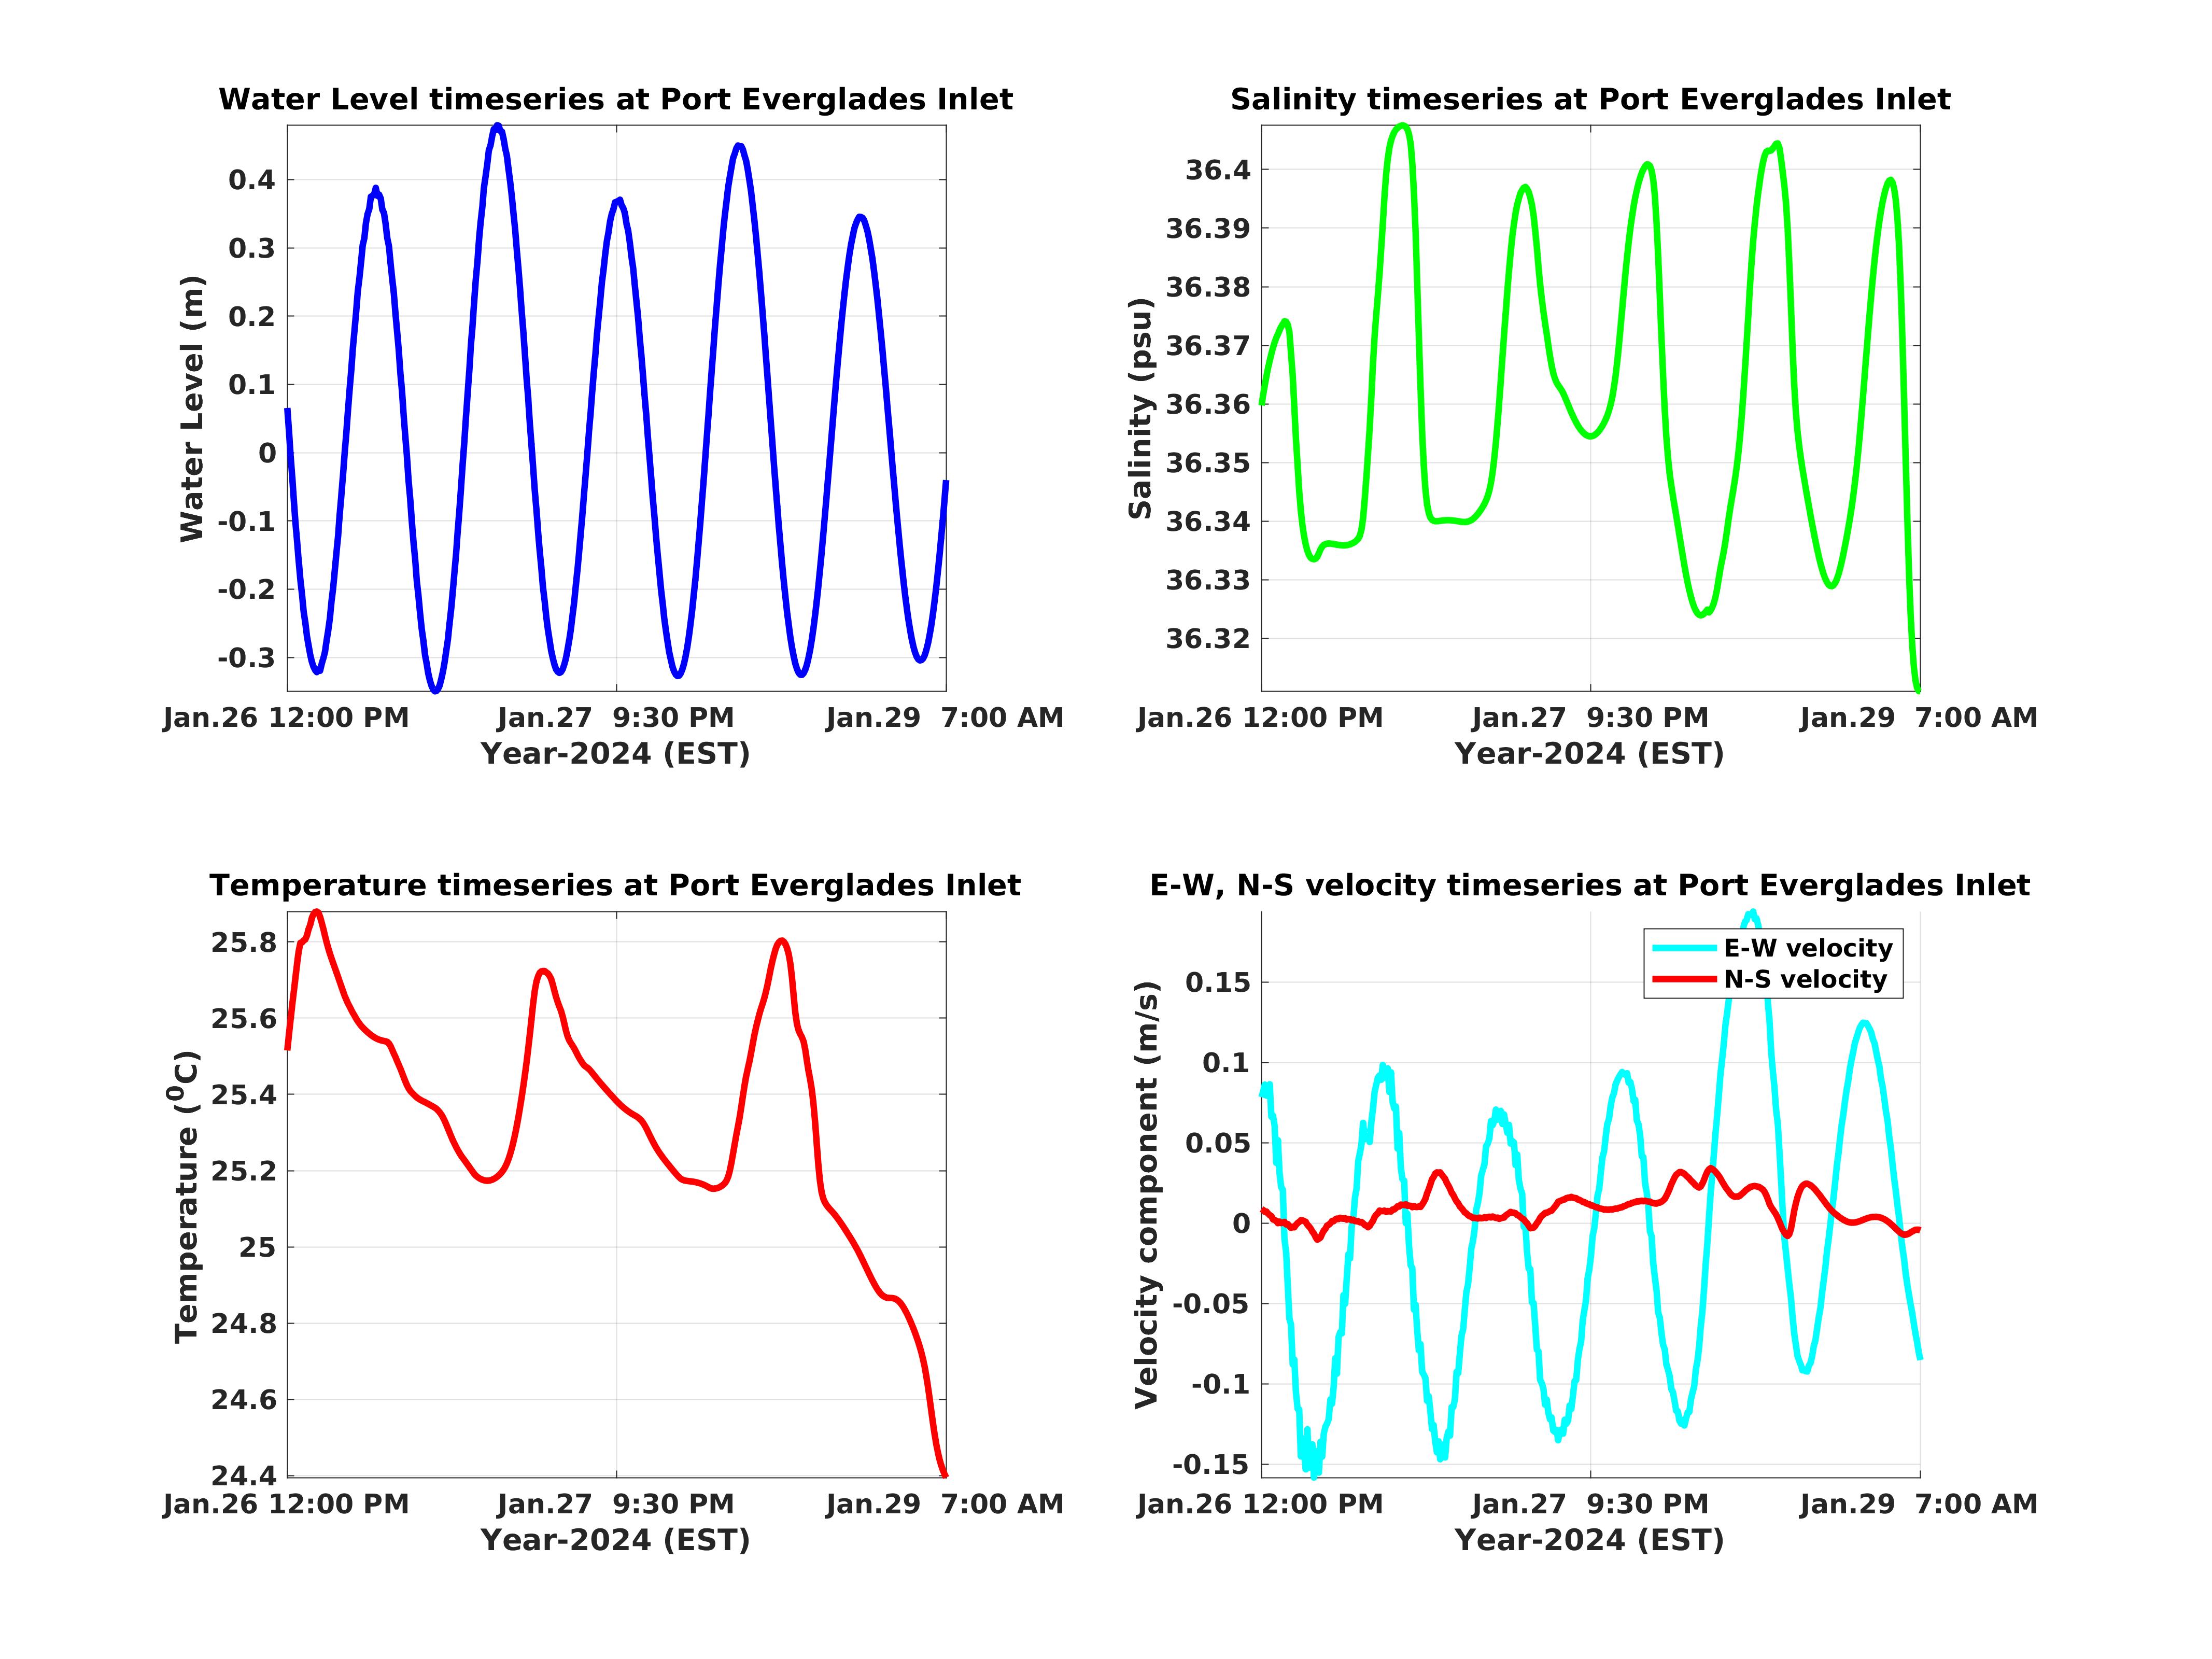 Water Level timeseries at Port Everglades Inlet
Water Level (m)
0.4
0.3
0.2
0.1
0
-0.1
-0.2
-0.3
Jan.26 12:00 PM
Jan.27 9:30 PM
Jan.29 7:00 AM
Year-2024 (EST)
Salinity timeseries at Port Everglades Inlet
Salinity (psu)
36.4
36.39
36.38
36.37
36.36
36.35
36.34
36.33
36.32
Jan.26 12:00 PM
Jan.27 9:30 PM
Jan.29 7:00 AM
Year-2024 (EST)
Temperature timeseries at Port Everglades Inlet
Temperature (⁰C)
25.8
25.6
25.4
25.2
25
24.8
24.6
24.4
Jan.26 12:00 PM
Jan.27 9:30 PM
Jan.29 7:00 AM
Year-2024 (EST)
E-W, N-S velocity timeseries at Port Everglades Inlet
Velocity component (m/s)
0.15
0.1
0.05
0
-0.05
-0.1
-0.15
E-W velocity
N-S velocity
Jan.26 12:00 PM
Jan.27 9:30 PM
Jan.29 7:00 AM
Year-2024 (EST)